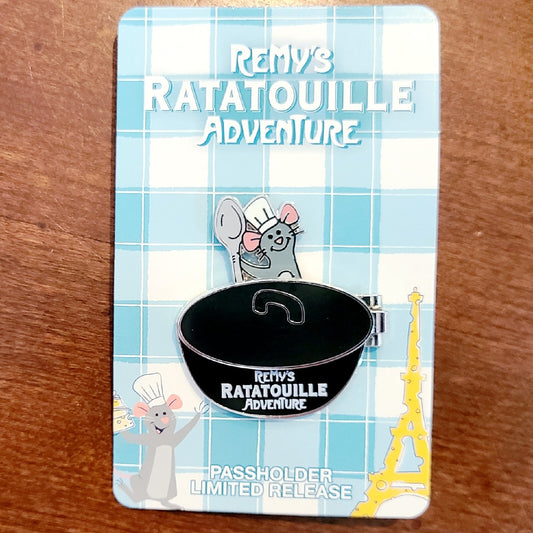 REMY'S
RATATOUILLE
ADVENTURE
REMY'S
RATATOUILLE
ADVENTURE
PASSHOLDER
LIMITED RELEASE